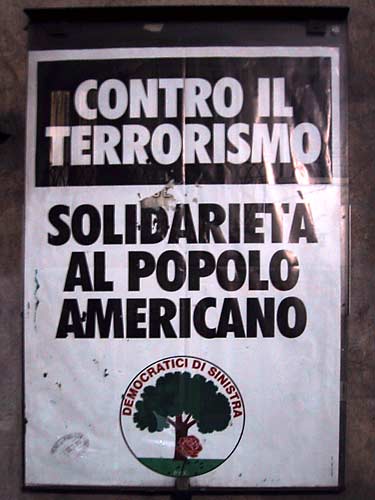 CONTRO IL
TERRORISMO
SOLIDARIETÀ
AL POPOLO
AMERICANO
DEMOCRATICI DI SINISTRA